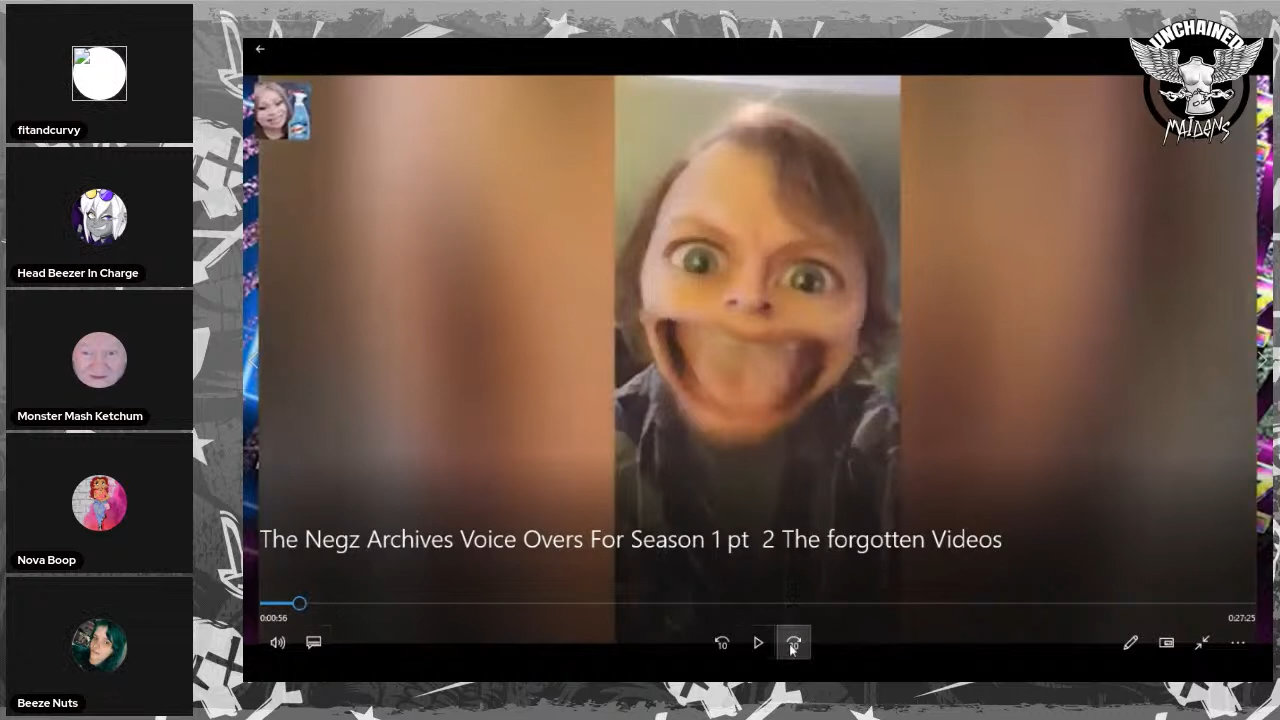 fitandcurvy
Head Beezer In Charge
Monster Mash Ketchum
Nova Boop
Beeze Nuts
UNCHAINED
MAIDENS
The Negz Archives Voice Overs For Season 1 pt 2 The forgotten Videos
0:00:56
0:27:25
10